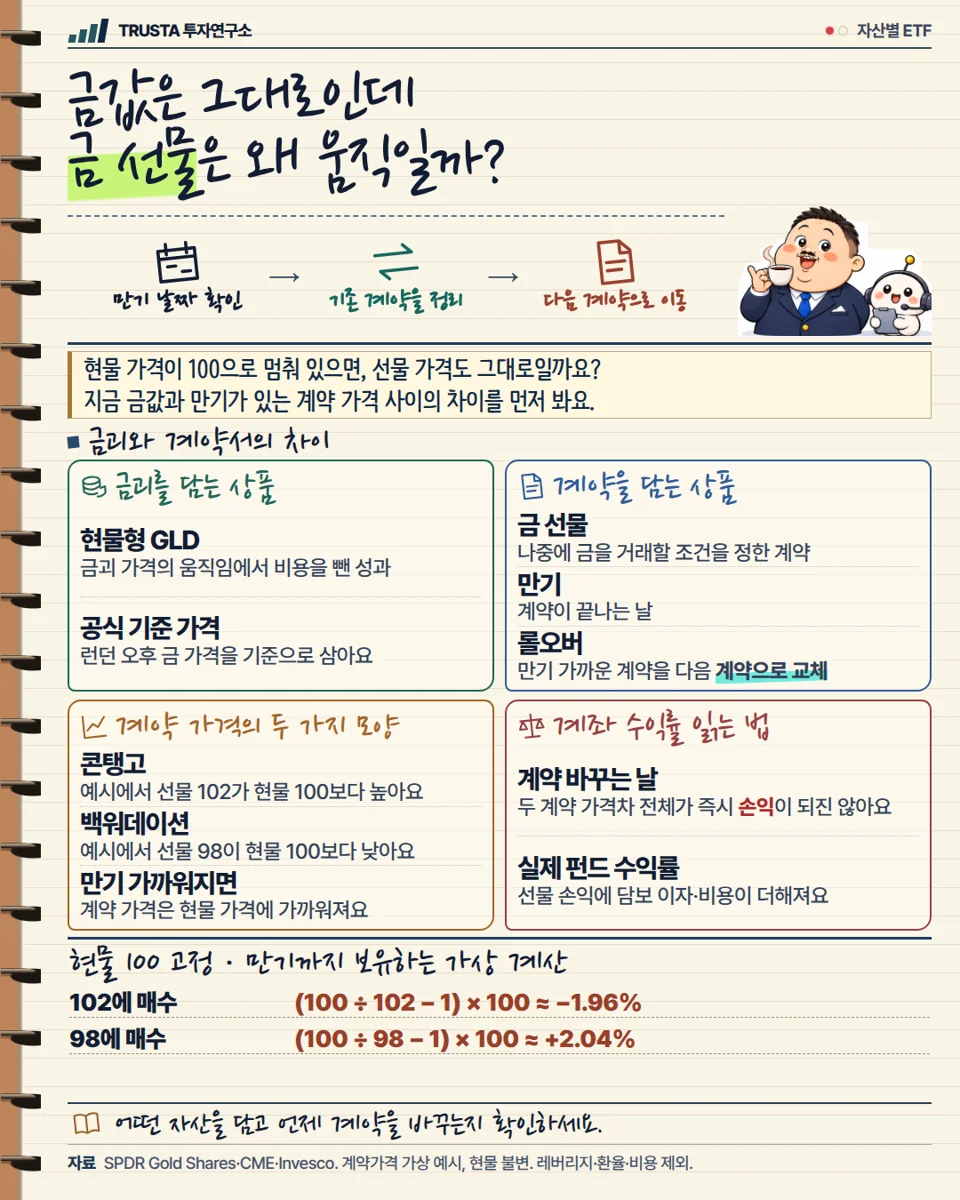 TRUSTA 투자연구소
자산별 ETF
금값은 그대로인데
금 선물은 왜 움직일까?
만기 날짜 확인
기존 계약을 정리
다음 계약으로 이동
현물 가격이 100으로 멈춰 있으면, 선물 가격도 그대로일까요?
지금 금값과 만기가 있는 계약 가격 사이의 차이를 먼저 봐요.
금괴와 계약서의 차이
금괴를 담는 상품
현물형 GLD
금괴 가격의 움직임에서 비용을 뺀 성과
공식 기준 가격
런던 오후 금 가격을 기준으로 삼아요
계약을 담는 상품
금 선물
나중에 금을 거래할 조건을 정한 계약
만기
계약이 끝나는 날
롤오버
만기 가까운 계약을 다음 계약으로 교체
계약 가격의 두 가지 모양
콘탱고
예시에서 선물 102가 현물 100보다 높아요
백워데이션
예시에서 선물 98이 현물 100보다 낮아요
만기 가까워지면
계약 가격은 현물 가격에 가까워져요
계좌 수익률 읽는 법
계약 바꾸는 날
두 계약 가격차 전체가 즉시 손익이 되진 않아요
실제 펀드 수익률
선물 손익에 담보 이자·비용이 더해져요
현물 100 고정 · 만기까지 보유하는 가상 계산
102에 매수 (100 ÷ 102 − 1) × 100 ≈ −1.96%
98에 매수 (100 ÷ 98 − 1) × 100 ≈ +2.04%
어떤 자산을 담고 언제 계약을 바꾸는지 확인하세요.
자료 SPDR Gold Shares·CME·Invesco. 계약가격 가상 예시, 현물 불변. 레버리지·환율·비용 제외.